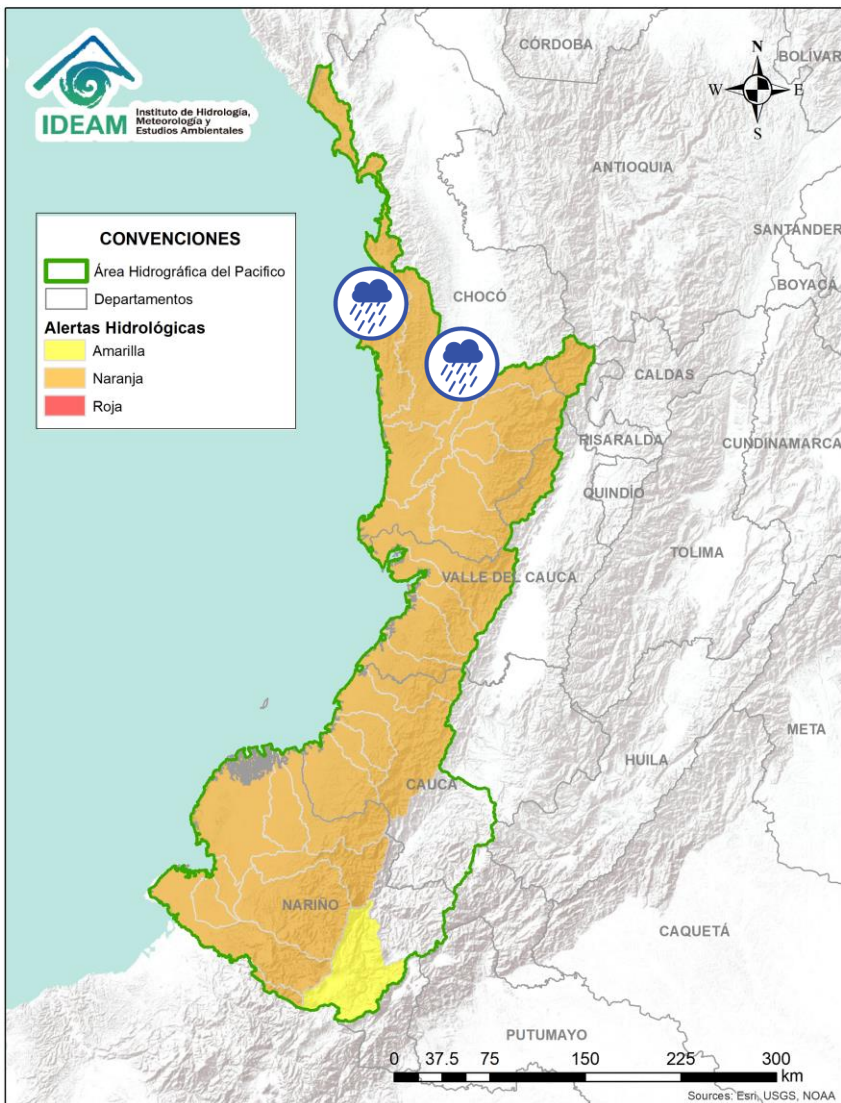 IDEAM
Instituto de Hidrología,
Meteorología y
Estudios Ambientales
CÓRDOBA
BOLÍVAR
N
W
E
S
ANTIOQUIA
SANTANDER
BOYACÁ
CONVENCIONES
Área Hidrográfica del Pacifico
Departamentos
Alertas Hidrológicas
Amarilla
Naranja
Roja
CHOCÓ
CALDAS
RISARALDA
CUNDINAMARCA
QUINDÍO
TOLIMA
VALLE DEL CAUCA
META
HUILA
CAUCA
NARIÑO
CAQUETÁ
PUTUMAYO
0 37.5 75 150 225 300
km
Sources: Esri, USGS, NOAA